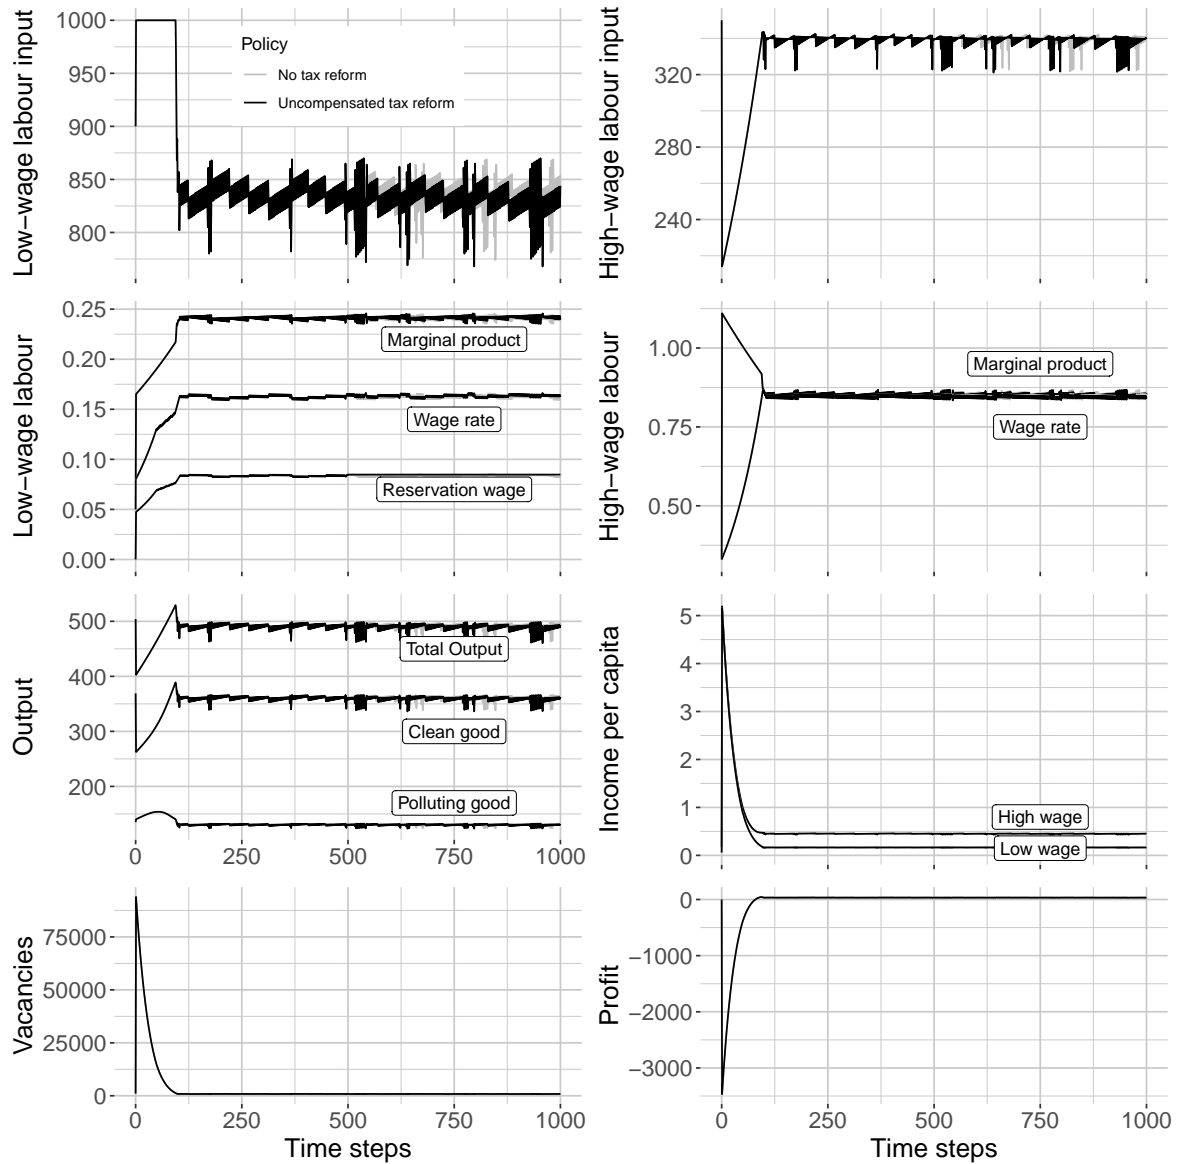 Low−wage labour input
1000
950
900
850
800
Policy
No tax reform
Uncompensated tax reform
High−wage labour input
320
280
240
Low−wage labour
0.25
0.20
0.15
0.10
0.05
0.00
Marginal product
Wage rate
Reservation wage
High−wage labour
1.00
0.75
0.50
Marginal product
Wage rate
Output
500
400
300
200
Total Output
Clean good
Polluting good
0 250 500 750 1000
Income per capita
5
4
3
2
1
0
High wage
Low wage
Vacancies
75000
50000
25000
0
0 250 500 750 1000
Time steps
Profit
0
−1000
−2000
−3000
0 250 500 750 1000
Time steps